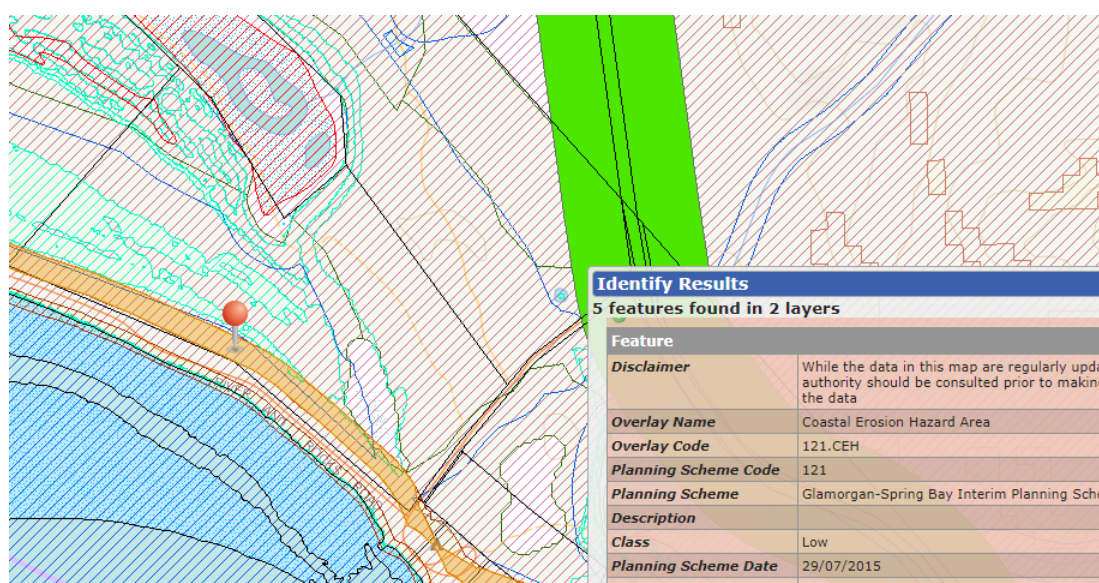 Identify Results
5 features found in 2 layers
Feature
Disclaimer While the data in this map are regularly upda
authority should be consulted prior to making
the data
Overlay Name Coastal Erosion Hazard Area
Overlay Code 121.CEH
Planning Scheme Code 121
Planning Scheme Glamorgan-Spring Bay Interim Planning Sche
Description
Class Low
Planning Scheme Date 29/07/2015